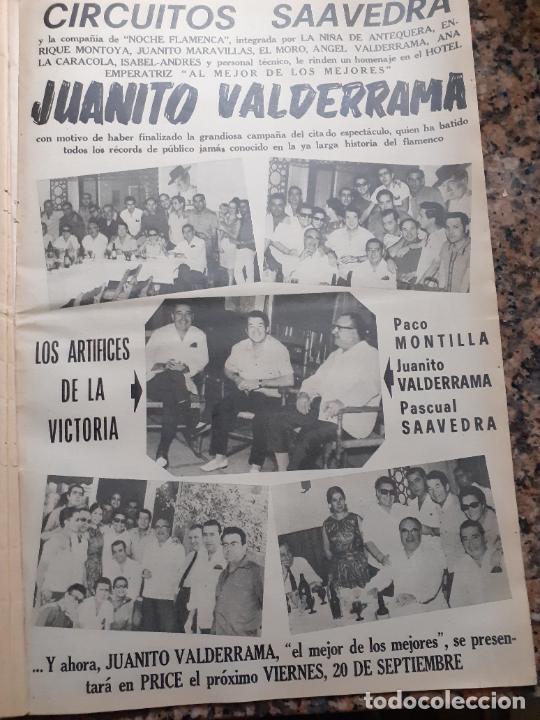 CIRCUITOS SAAVEDRA
y la compañia de "NOCHE FLAMENCA", integrada por LA NIÑA DE ANTEQUERA, EN-
RIQUE MONTOYA, JUANITO MARAVILLAS, EL MORO, ANGEL VALDERRAMA, ANA
LA CARACOLA, ISABEL-ANDRES y personal técnico, le rinden un homenaje en el HOTEL
EMPERATRIZ "AL MEJOR DE LOS MEJORES"
JUANITO VALDERRAMA
con motivo de haber finalizado la grandiosa campaña del citado espectáculo, quien ha batido
todos los récords de público jamás conocido en la ya larga historia del flamenco
LOS ARTIFICES
DE LA
VICTORIA
Paco
MONTILLA
Juanito
VALDERRAMA
Pascual
SAAVEDRA
...Y ahora, JUANITO VALDERRAMA, "el mejor de los mejores", se presen-
tará en PRICE el próximo VIERNES, 20 DE SEPTIEMBRE
todocoleccion.net